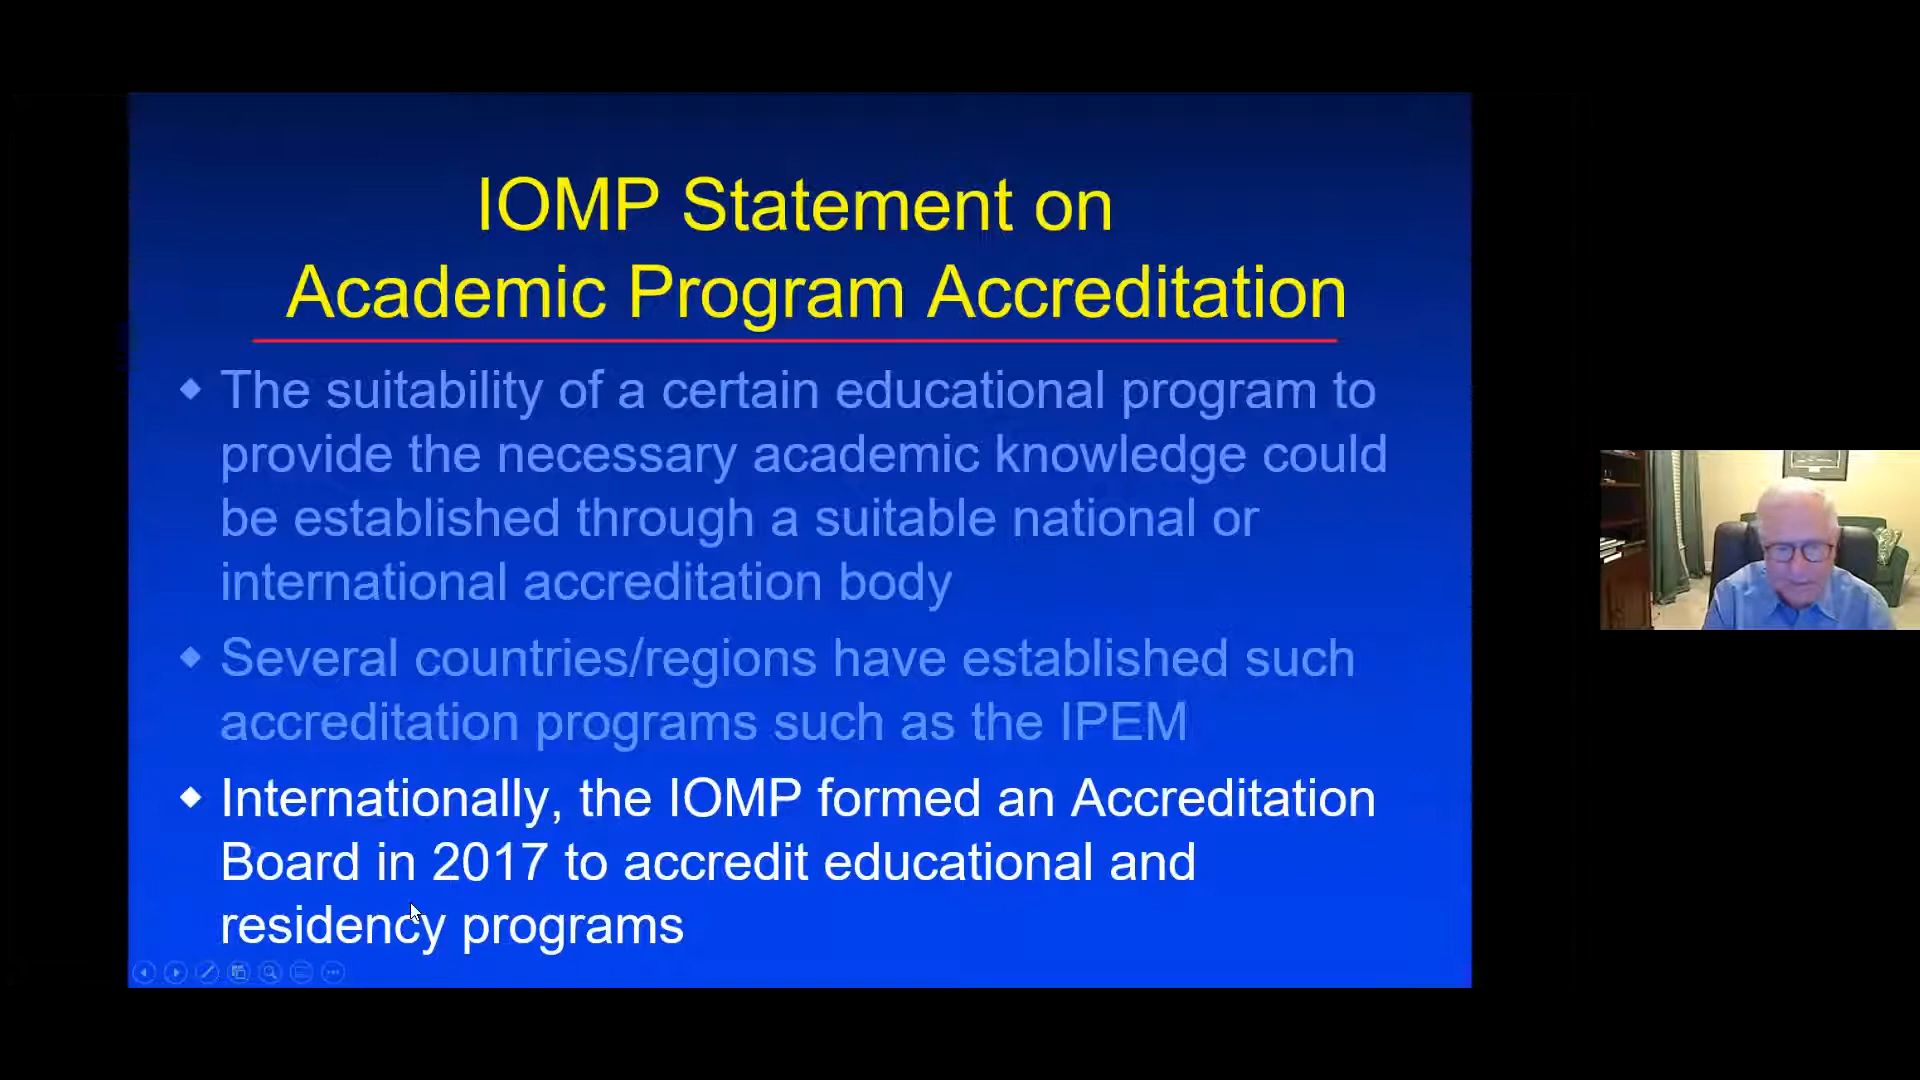 IOMP Statement on
Academic Program Accreditation
The suitability of a certain educational program to
provide the necessary academic knowledge could
be established through a suitable national or
international accreditation body
Several countries/regions have established such
accreditation programs such as the IPEM
Internationally, the IOMP formed an Accreditation
Board in 2017 to accredit educational and
residency programs